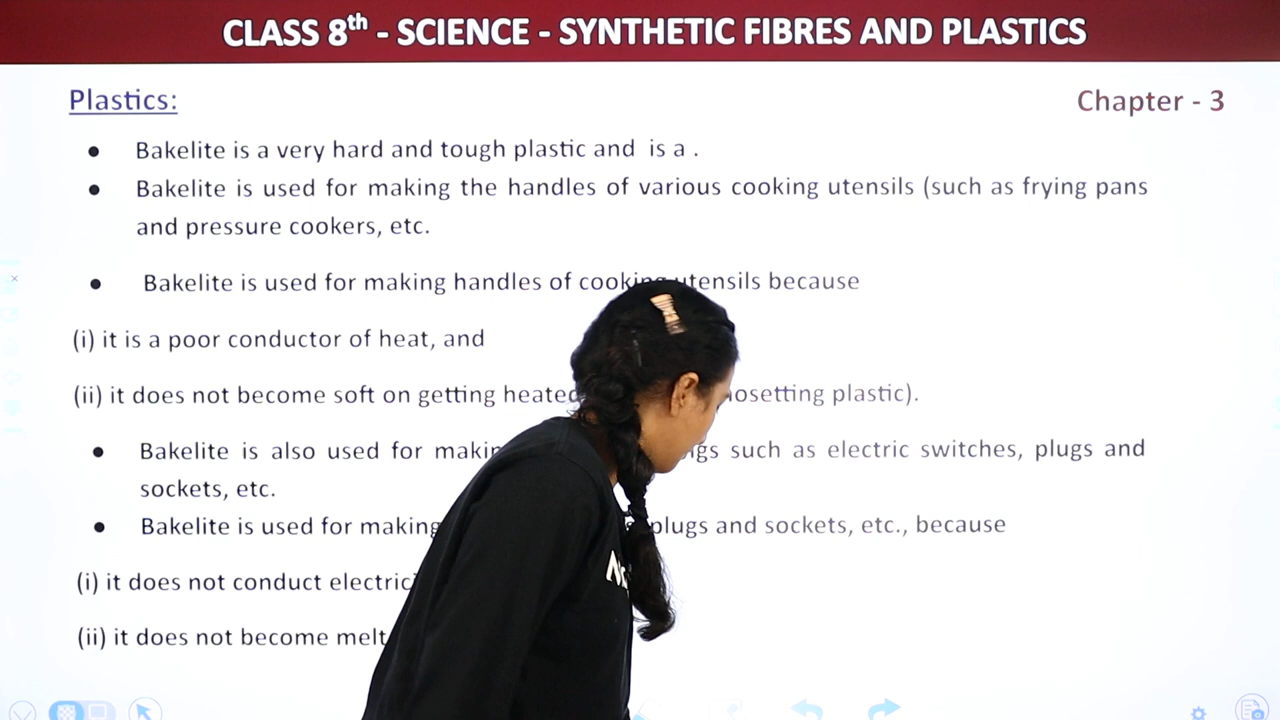 CLASS 8th - SCIENCE - SYNTHETIC FIBRES AND PLASTICS
Plastics:
Chapter - 3
• Bakelite is a very hard and tough plastic and is a .
• Bakelite is used for making the handles of various cooking utensils (such as frying pans
and pressure cookers, etc.
• Bakelite is used for making handles of cooking utensils because
(i) it is a poor conductor of heat, and
(ii) it does not become soft on getting heated plastic).
• Bakelite is also used for such as electric switches, plugs and
sockets, etc.
• Bakelite is used for making plugs and sockets, etc., because
(i) it does not conduct
(ii) it does not become melt